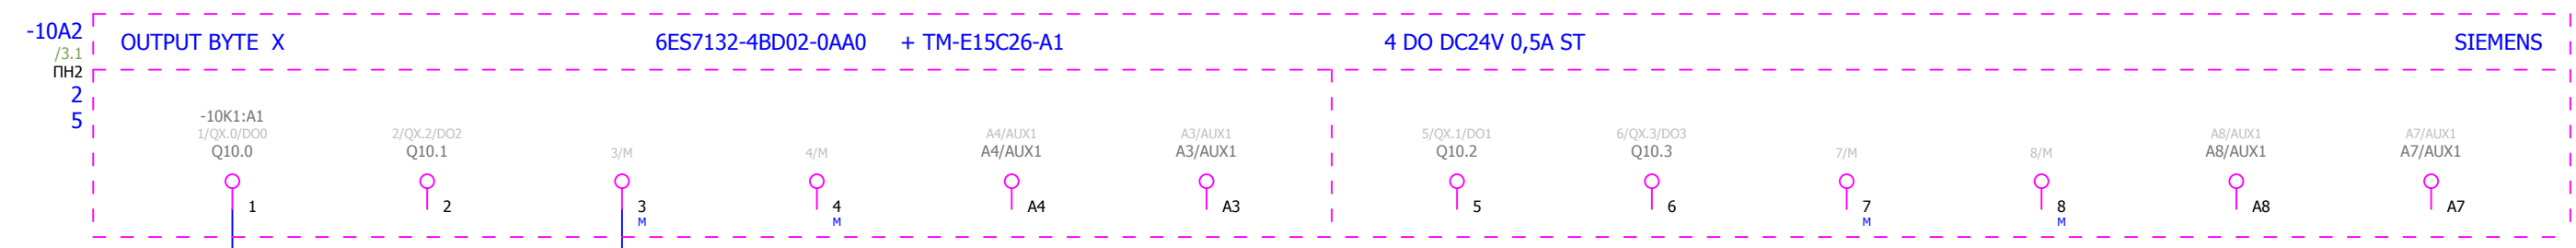 -10A2
/3.1
ПН2
2
5
OUTPUT BYTE X 6ES7132-4BD02-0AA0 + TM-E15C26-A1 4 DO DC24V 0,5A ST SIEMENS
-10K1:A1
1/QX.0/DO0 2/QX.2/DO2 3/M 4/M A4/AUX1 A3/AUX1 5/QX.1/DO1 6/QX.3/DO3 7/M 8/M A8/AUX1 A7/AUX1
Q10.0 Q10.1 A4/AUX1 A3/AUX1 Q10.2 Q10.3 A8/AUX1 A7/AUX1
1 2 3 4 A4 A3 5 6 7 8 A8 A7
M M M M